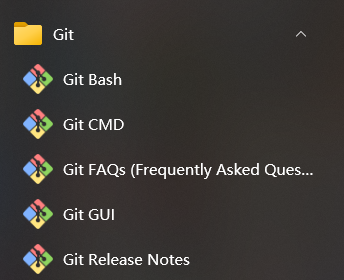 Git
Git Bash
Git CMD
Git FAQs (Frequently Asked Ques...
Git GUI
Git Release Notes